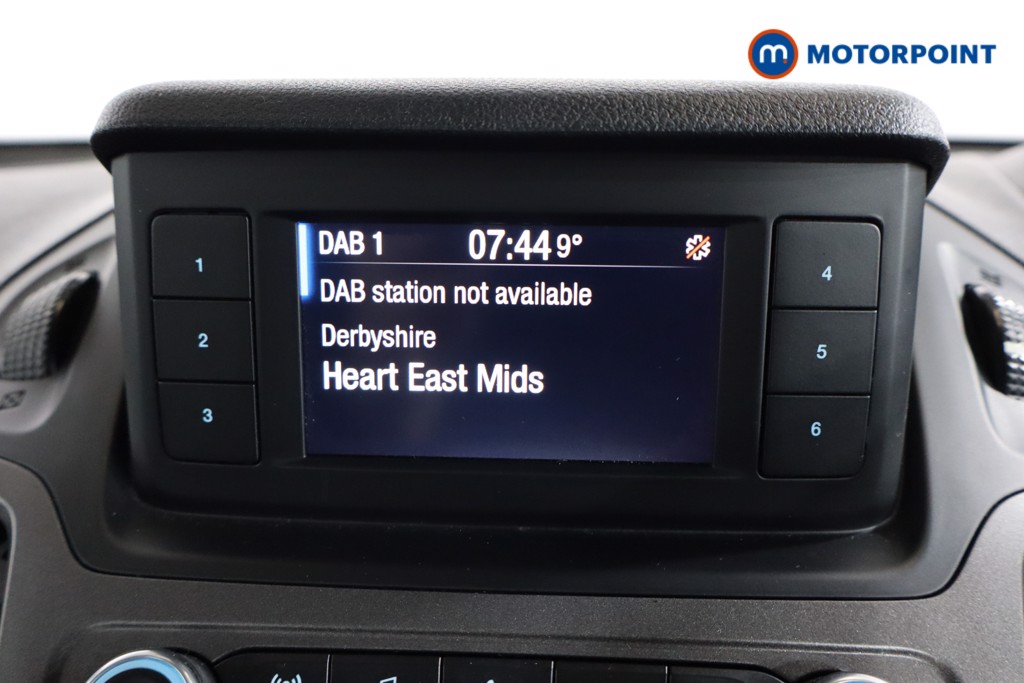 m MOTORPOINT
DAB 1 07:44 9°
DAB station not available
Derbyshire
Heart East Mids
1
2
3
4
5
6